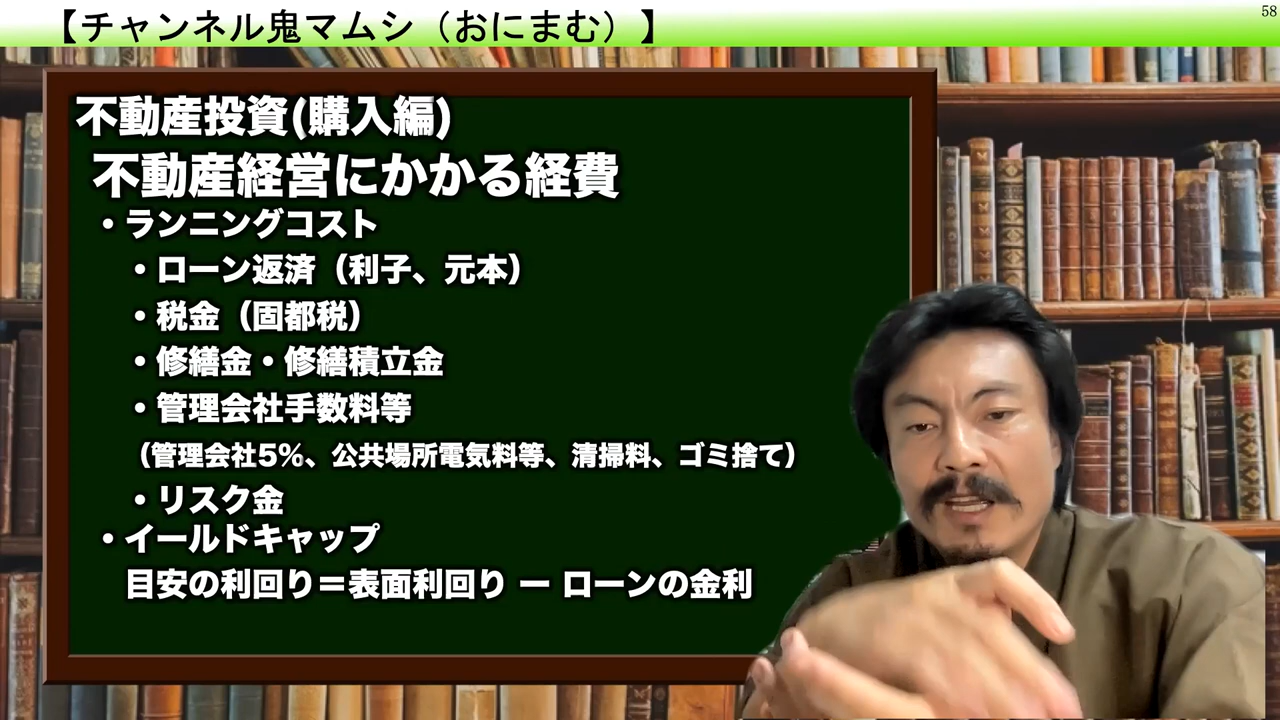 【チャンネル鬼マムシ（おにまむ）】
58
不動産投資(購入編)
不動産経営にかかる経費
・ランニングコスト
・ローン返済（利子、元本）
・税金（固都税）
・修繕金・修繕積立金
・管理会社手数料等
（管理会社5%、公共場所電気料等、清掃料、ゴミ捨て）
・リスク金
・イールドキャップ
目安の利回り＝表面利回り ー ローンの金利